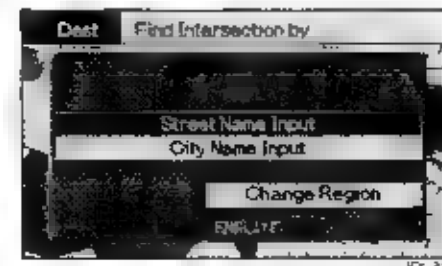 Dest Find Intersection by
Street Name Input
City Name Input
Change Region